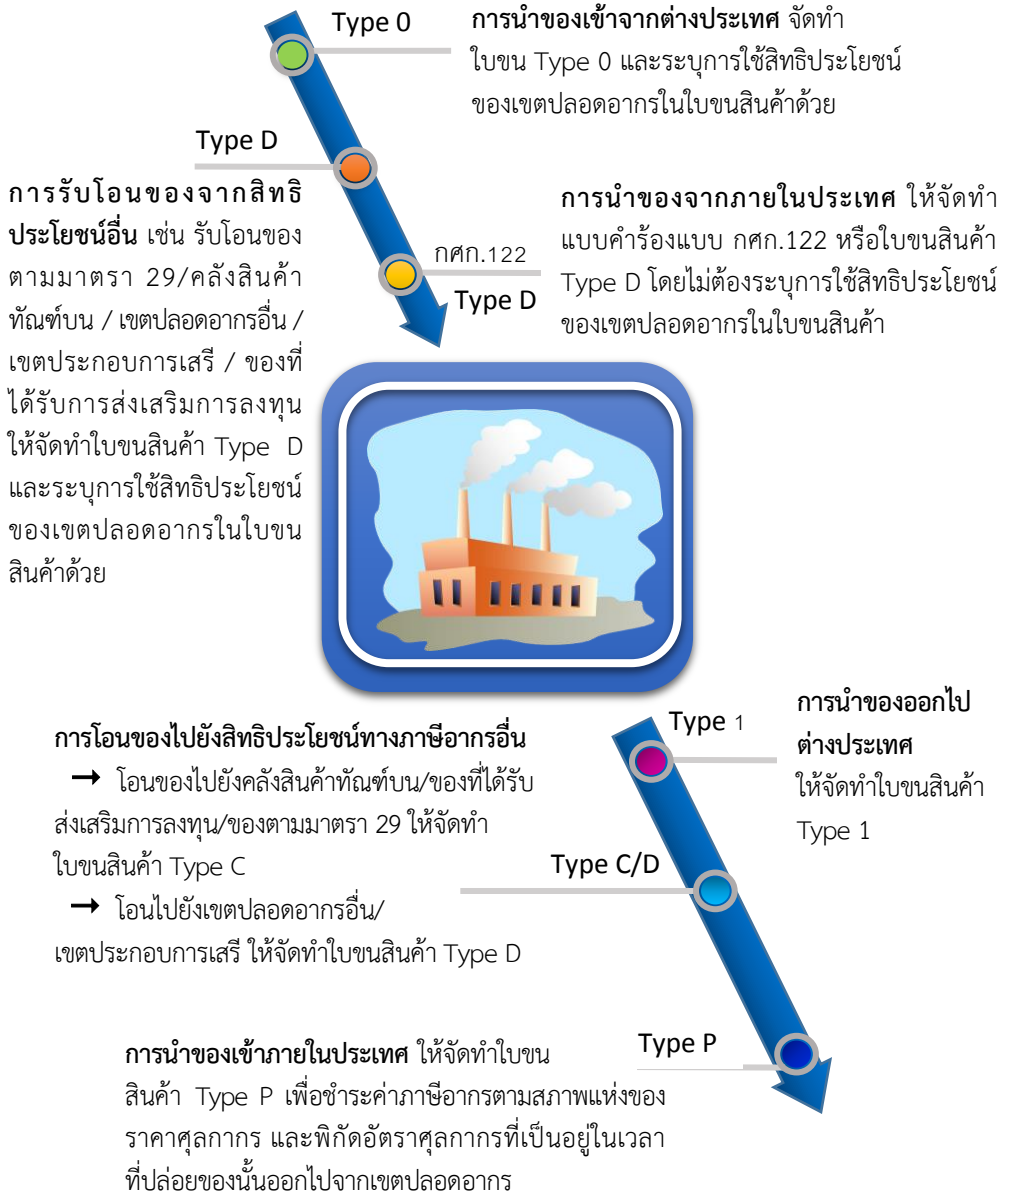 Type 0
การนำของเข้าจากต่างประเทศ จัดทำ
ใบขน Type 0 และระบุการใช้สิทธิประโยชน์
ของเขตปลอดอากรในใบขนสินค้าด้วย
Type D
การรับโอนของจากสิทธิ
ประโยชน์อื่น เช่น รับโอนของ
ตามมาตรา 29/คลังสินค้า
ทัณฑ์บน / เขตปลอดอากรอื่น /
เขตประกอบการเสรี / ของที่
ได้รับการส่งเสริมการลงทุน
ให้จัดทำใบขนสินค้า Type D
และระบุการใช้สิทธิประโยชน์
ของเขตปลอดอากรในใบขน
สินค้าด้วย
กศก.122
Type D
การนำของจากภายในประเทศ ให้จัดทำ
แบบคำร้องแบบ กศก.122 หรือใบขนสินค้า
Type D โดยไม่ต้องระบุการใช้สิทธิประโยชน์
ของเขตปลอดอากรในใบขนสินค้า
Type 1
การนำของออกไป
ต่างประเทศ
ให้จัดทำใบขนสินค้า
Type 1
การโอนของไปยังสิทธิประโยชน์ทางภาษีอากรอื่น
→ โอนของไปยังคลังสินค้าทัณฑ์บน/ของที่ได้รับ
ส่งเสริมการลงทุน/ของตามมาตรา 29 ให้จัดทำ
ใบขนสินค้า Type C
→ โอนไปยังเขตปลอดอากรอื่น/
เขตประกอบการเสรี ให้จัดทำใบขนสินค้า Type D
Type C/D
Type P
การนำของเข้าภายในประเทศ ให้จัดทำใบขน
สินค้า Type P เพื่อชำระค่าภาษีอากรตามสภาพแห่งของ
ราคาศุลกากร และพิกัดอัตราศุลกากรที่เป็นอยู่ในเวลา
ที่ปล่อยของนั้นออกไปจากเขตปลอดอากร